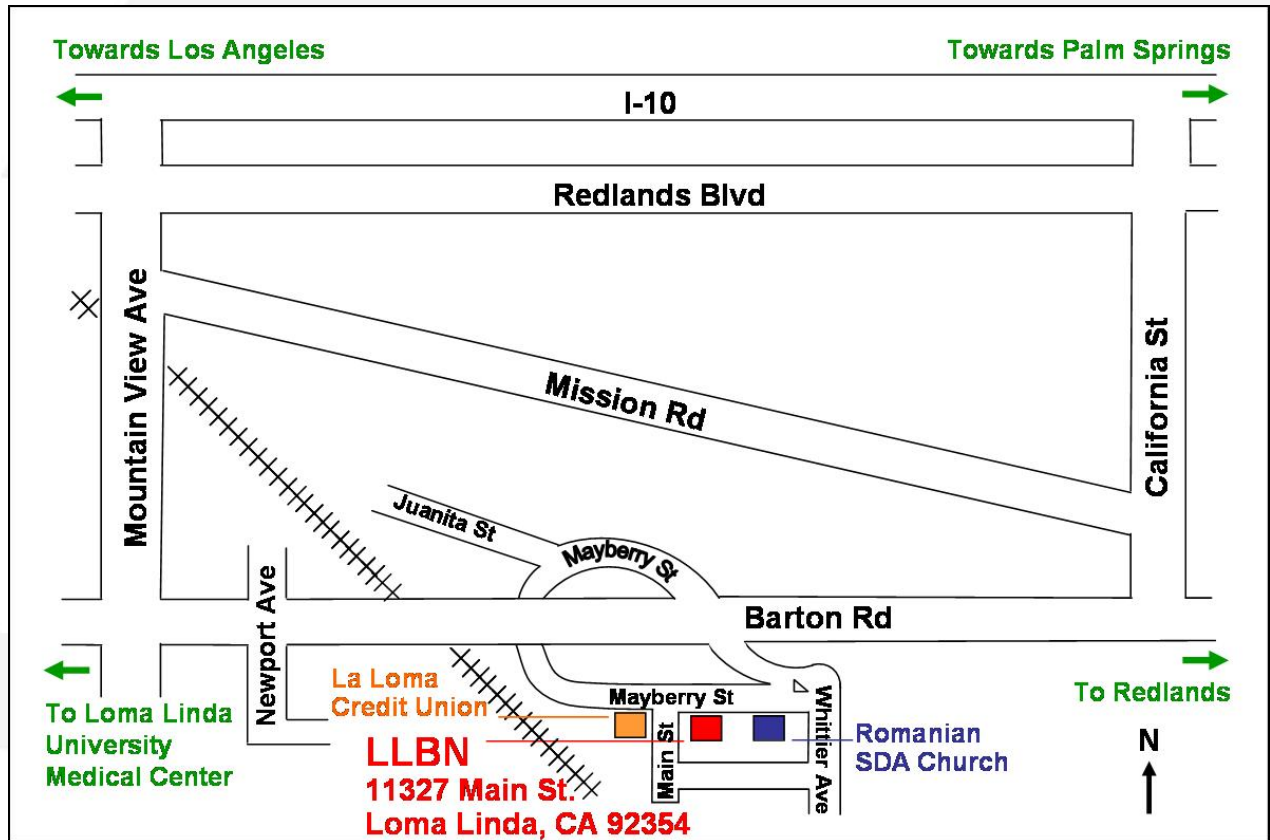 Towards Los Angeles
Towards Palm Springs
I-10
Redlands Blvd
Mountain View Ave
Mission Rd
California St
Juanita St
Mayberry St
Newport Ave
Barton Rd
La Loma
Credit Union
Mayberry St
Whittier Ave
To Redlands
To Loma Linda
University
Medical Center
LLBN
11327 Main St.
Loma Linda, CA 92354
Main St
Romanian
SDA Church
N